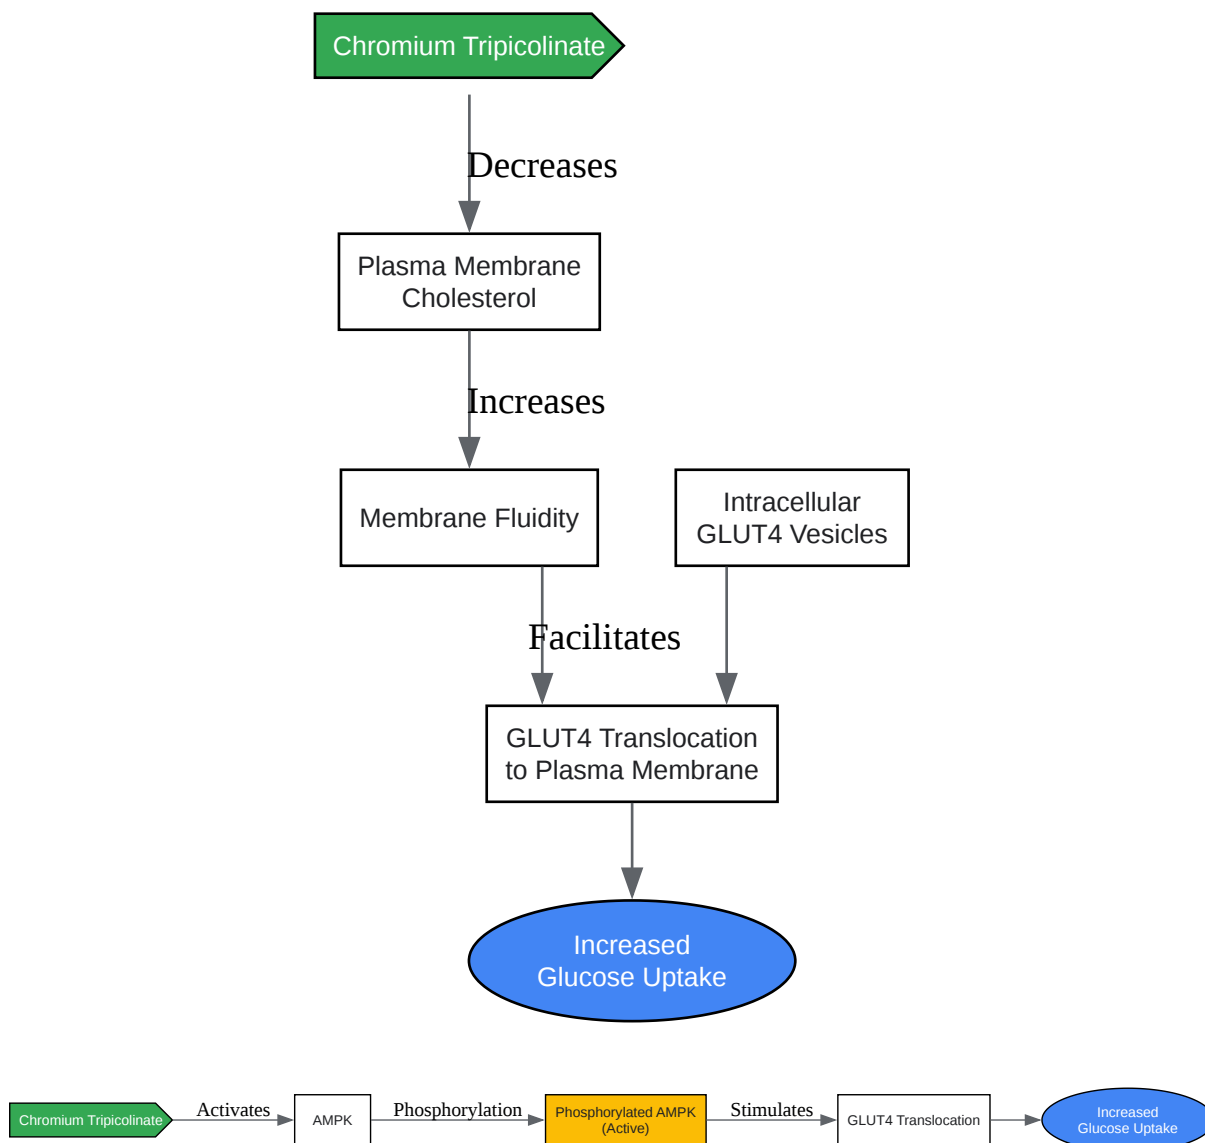 Chromium Tripicolinate
Decreases
Plasma Membrane
Cholesterol
Increases
Membrane Fluidity
Intracellular
GLUT4 Vesicles
Facilitates
GLUT4 Translocation
to Plasma Membrane
Increased
Glucose Uptake
Chromium Tripicolinate
Activates
AMPK
Phosphorylation
Phosphorylated AMPK
(Active)
Stimulates
GLUT4 Translocation
Increased
Glucose Uptake